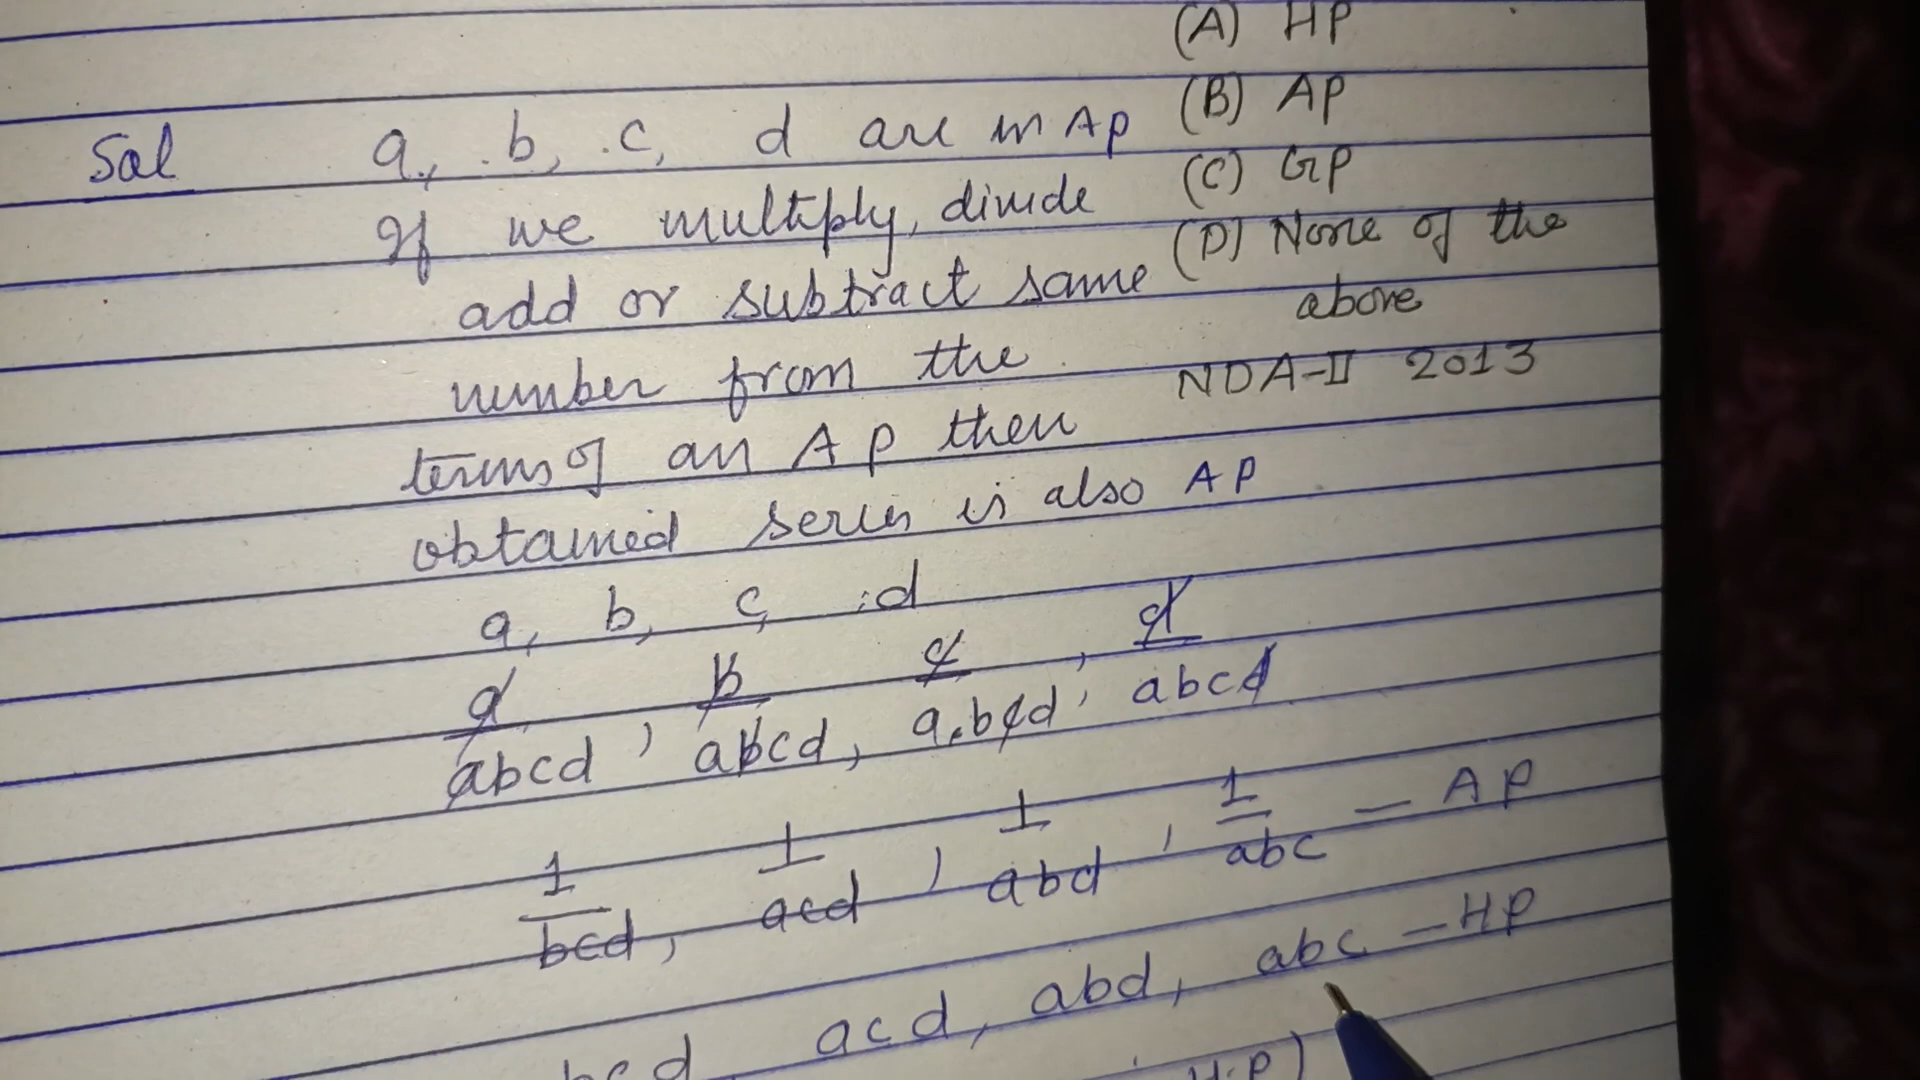 (A) HP
(B) AP
(C) GP
(D) None of the
above
NDA-II 2013
Sol a, b, c, d are in AP
If we multiply, divide
add or subtract same
number from the
terms of an AP then
obtained series is also AP
a, b, c, d
a/abcd, b/abcd, c/abcd, d/abcd
1/bcd, 1/acd, 1/abd, 1/abc — AP
bcd acd, abd, abc — HP
H.P)